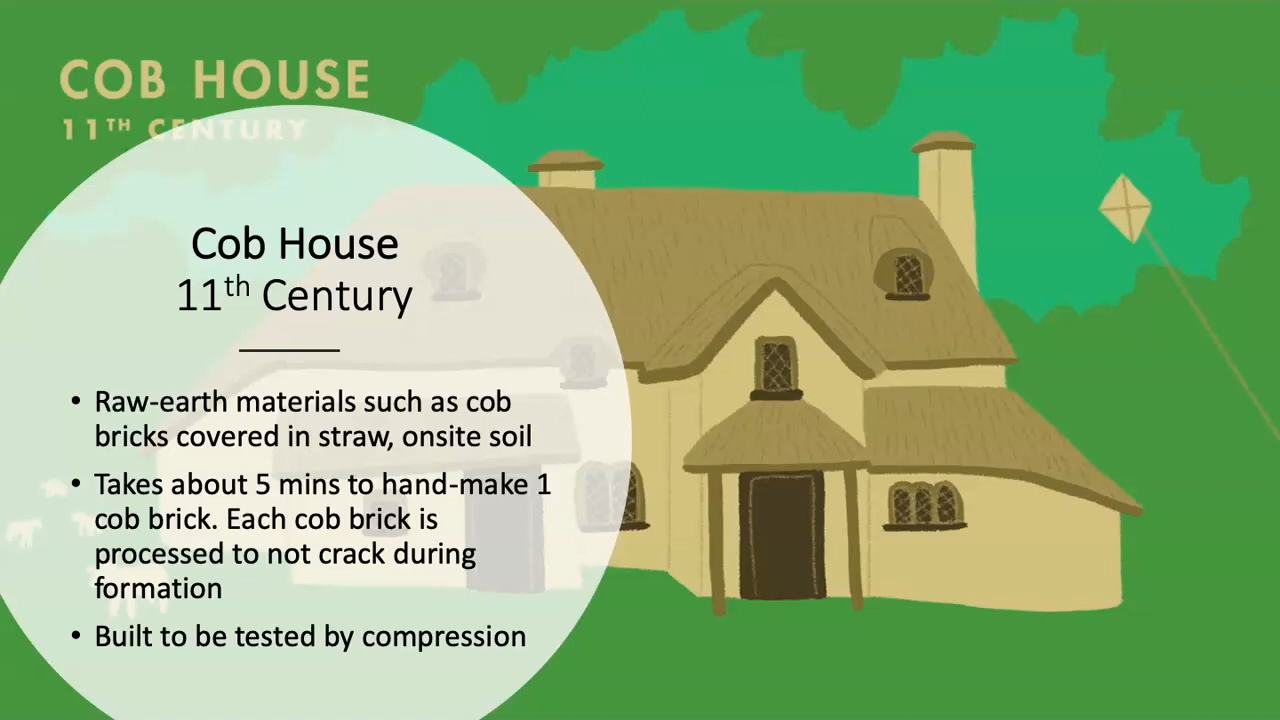 COB HOUSE
11TH CENTURY
Cob House
11th Century
• Raw-earth materials such as cob
bricks covered in straw, onsite soil
• Takes about 5 mins to hand-make 1
cob brick. Each cob brick is
processed to not crack during
formation
• Built to be tested by compression